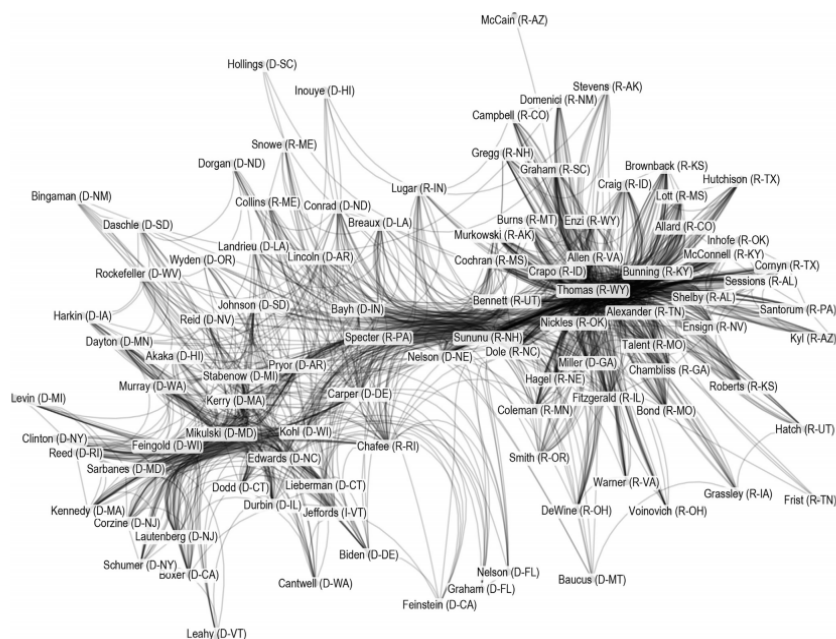 McCain (R-AZ)
Hollings (D-SC)
Stevens (R-AK)
Inouye (D-HI)
Domenici (R-NM)
Campbell (R-CO)
Snowe (R-ME)
Gregg (R-NH)
Dorgan (D-ND)
Graham (R-SC)
Brownback (R-KS)
Hutchison (R-TX)
Craig (R-ID)
Lugar (R-IN)
Bingaman (D-NM)
Lott (R-MS)
Collins (R-ME)
Conrad (D-ND)
Daschle (D-SD)
Breaux (D-LA)
Burns (R-MT)
Enzi (R-WY)
Allard (R-CO)
Murkowski (R-AK)
Inhofe (R-OK)
Landrieu (D-LA)
McConnell (R-KY)
Lincoln (D-AR)
Allen (R-VA)
Wyden (D-OR)
Cochran (R-MS)
Cornyn (R-TX)
Rockefeller (D-WV)
Crapo (R-ID)
Bunning (R-KY)
Sessions (R-AL)
Thomas (R-WY)
Shelby (R-AL)
Bennett (R-UT)
Johnson (D-SD)
Bayh (D-IN)
Alexander (R-TN)
Santorum (R-PA)
Harkin (D-IA)
Reid (D-NV)
Nickles (R-OK)
Ensign (R-NV)
Specter (R-PA)
Sununu (R-NH)
Kyl (R-AZ)
Dayton (D-MN)
Talent (R-MO)
Dole (R-NC)
Akaka (D-HI)
Nelson (D-NE)
Pryor (D-AR)
Miller (D-GA)
Chambliss (R-GA)
Stabenow (D-MI)
Hagel (R-NE)
Murray (D-WA)
Roberts (R-KS)
Carper (D-DE)
Levin (D-MI)
Kerry (D-MA)
Fitzgerald (R-IL)
Coleman (R-MN)
Bond (R-MO)
Hatch (R-UT)
Mikulski (D-MD)
Kohl (D-WI)
Clinton (D-NY)
Feingold (D-WI)
Chafee (R-RI)
Reed (D-RI)
Edwards (D-NC)
Smith (R-OR)
Sarbanes (D-MD)
Lieberman (D-CT)
Warner (R-VA)
Dodd (D-CT)
Grassley (R-IA)
Frist (R-TN)
Durbin (D-IL)
Kennedy (D-MA)
Jeffords (I-VT)
DeWine (R-OH)
Voinovich (R-OH)
Corzine (D-NJ)
Lautenberg (D-NJ)
Biden (D-DE)
Schumer (D-NY)
Boxer (D-CA)
Nelson (D-FL)
Baucus (D-MT)
Cantwell (D-WA)
Graham (D-FL)
Feinstein (D-CA)
Leahy (D-VT)